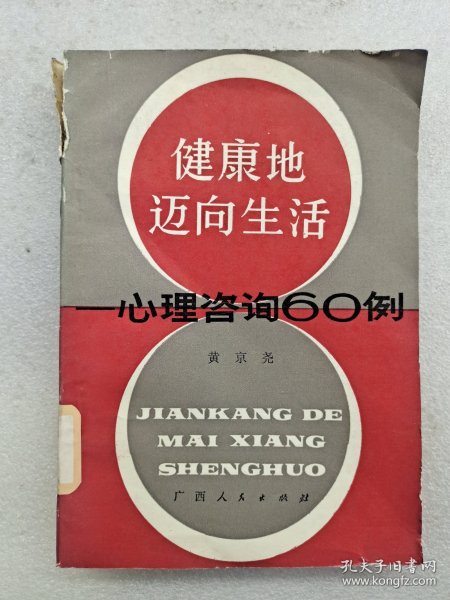 健康地
迈向生活
—心理咨询60例
黄京尧
JIANKANG DE
MAI XIANG
SHENGHUO
广西人民出版社
孔夫子旧书网
www.kongfz.com